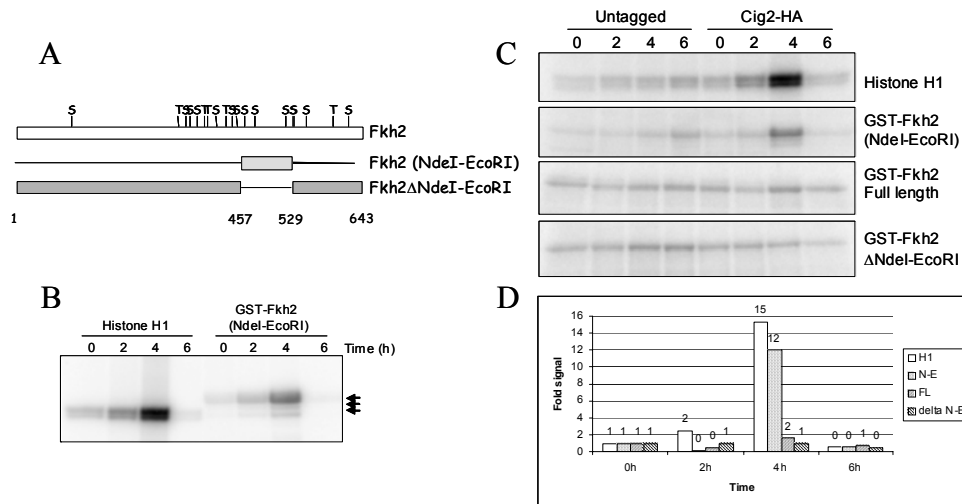 A
S TSSSTTS TSSSS SSS T S
Fkh2
Fkh2 (NdeI-EcoRI)
Fkh2ΔNdeI-EcoRI
1 457 529 643
B
Histone H1 GST-Fkh2 (NdeI-EcoRI)
0 2 4 6 0 2 4 6 Time (h)
C
Untagged Cig2-HA
0 2 4 6 0 2 4 6
Histone H1
GST-Fkh2
(NdeI-EcoRI)
GST-Fkh2
Full length
GST-Fkh2
ΔNdeI-EcoRI
D
Fold signal
16
14
12
10
8
6
4
2
0
1 1 1 1
2 0 0 1
15 12 2 1
0 0 1 0
0h 2h 4h 6h
Time
H1
N-E
FL
delta N-E